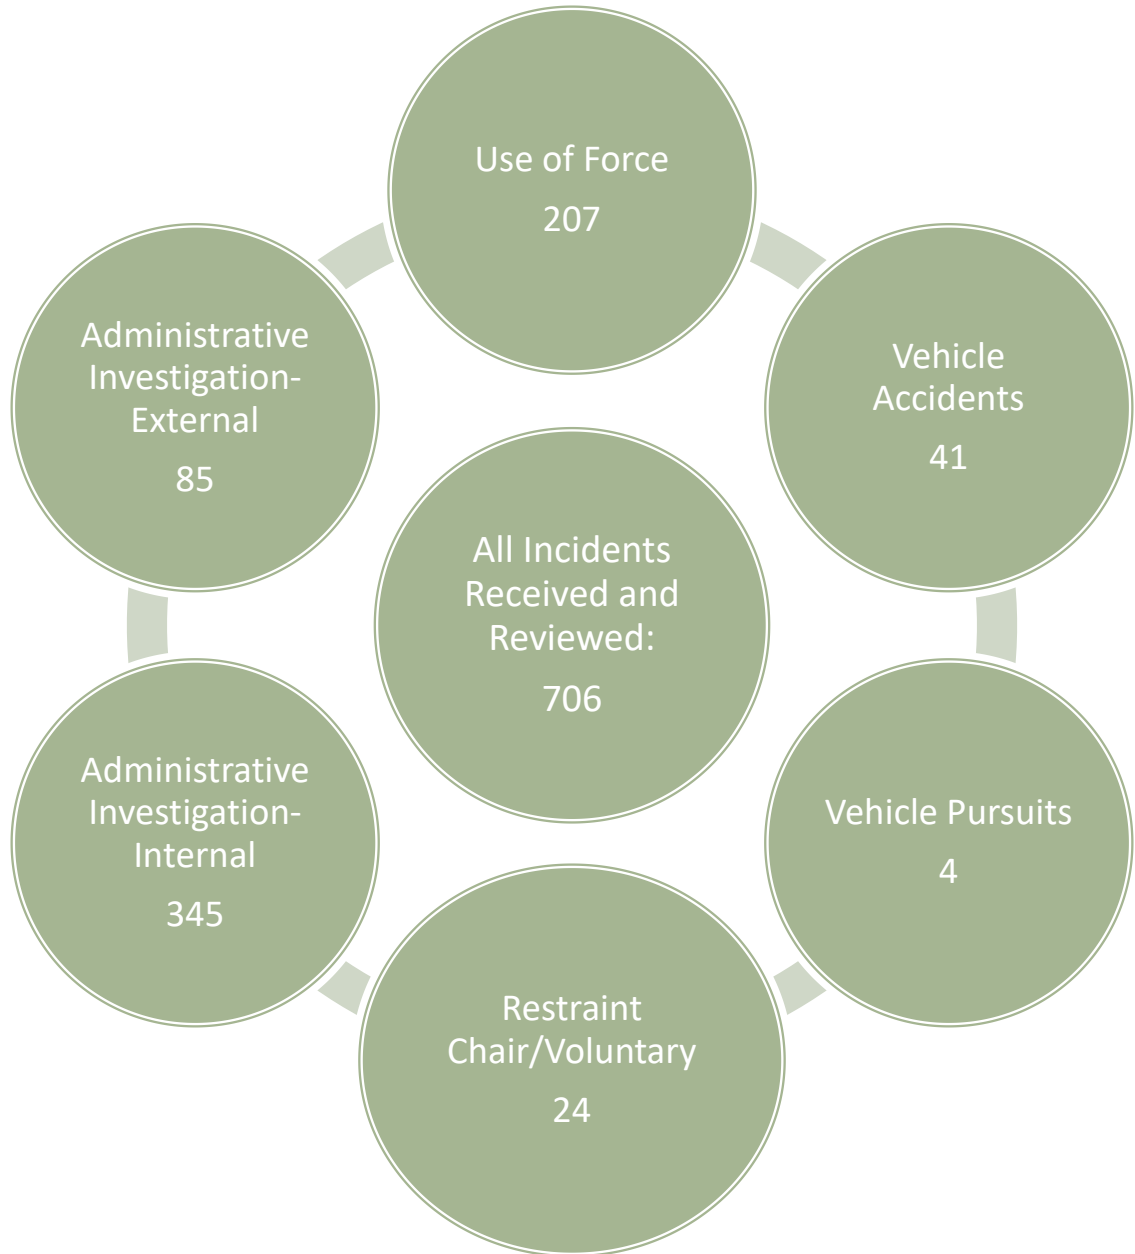 Use of Force
207
Vehicle
Accidents
41
Vehicle Pursuits
4
Restraint
Chair/Voluntary
24
Administrative
Investigation-
Internal
345
Administrative
Investigation-
External
85
All Incidents
Received and
Reviewed:
706